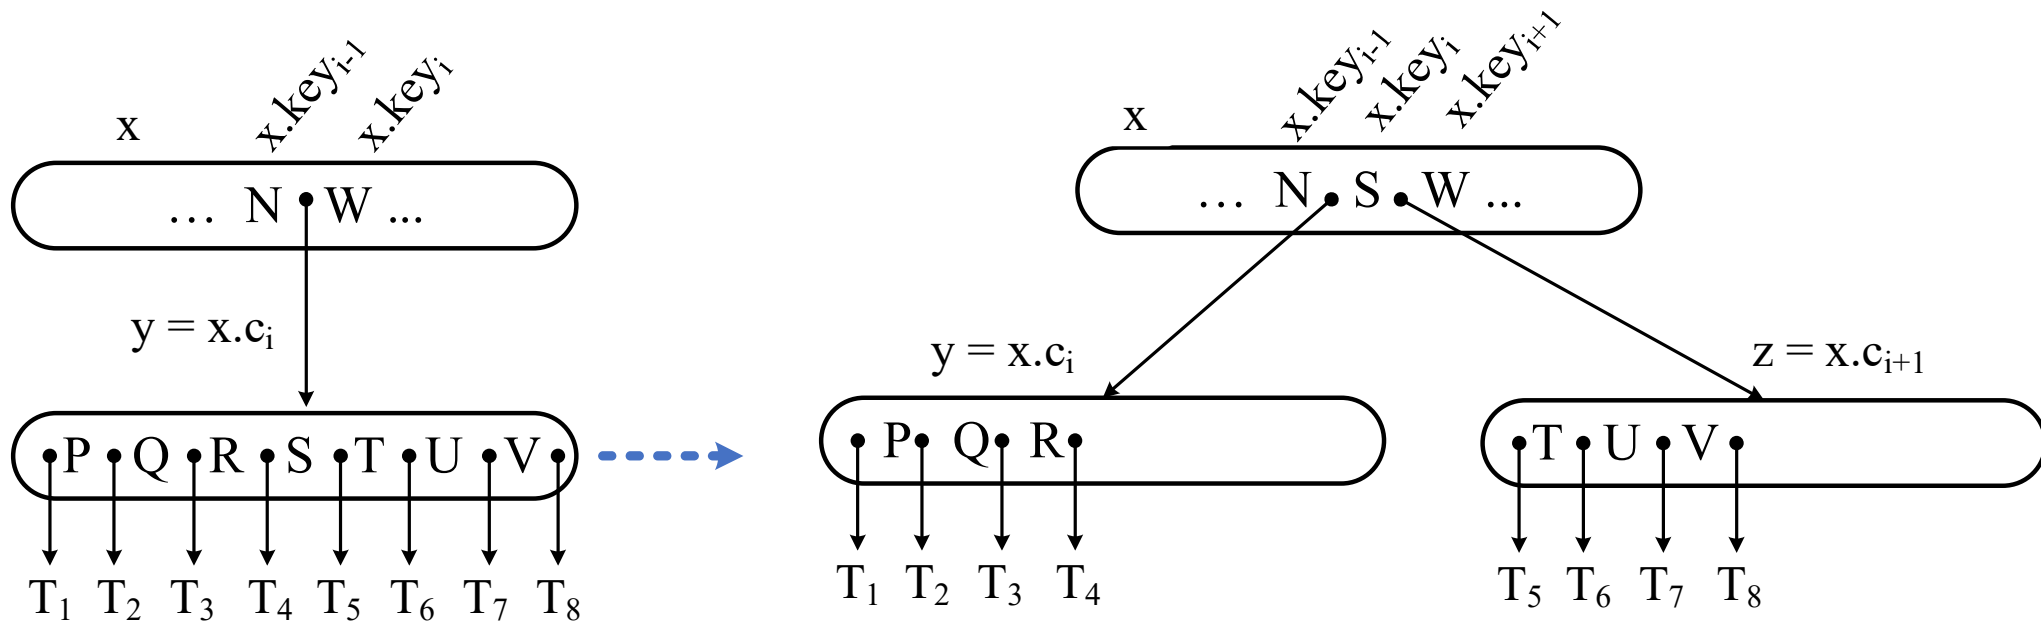 x.keyᵢ₋₁ x.keyᵢ
x
… N W ...
y = x.cᵢ
P Q R S T U V
T₁ T₂ T₃ T₄ T₅ T₆ T₇ T₈
x.keyᵢ₋₁ x.keyᵢ x.keyᵢ₊₁
x
… N S W ...
y = x.cᵢ
z = x.cᵢ₊₁
P Q R
T U V
T₁ T₂ T₃ T₄
T₅ T₆ T₇ T₈